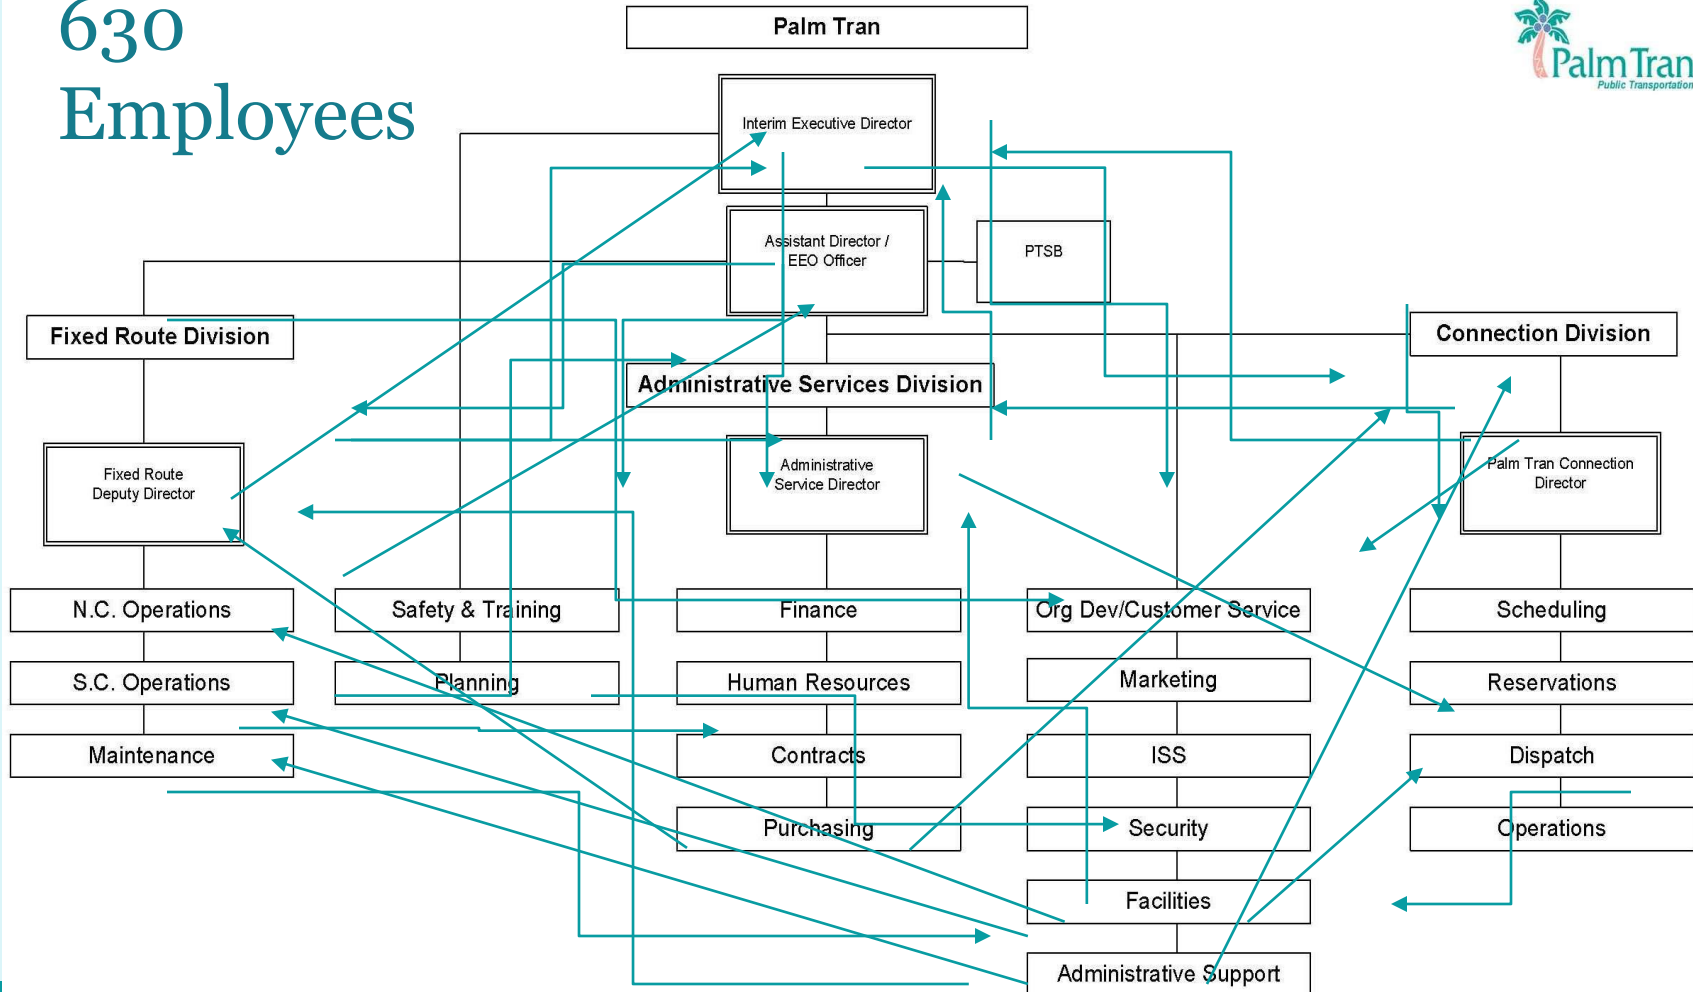 630
Employees
Palm Tran
Palm Tran
Public Transportation
Interim Executive Director
Assistant Director /
EEO Officer
PTSB
Fixed Route Division
Administrative Services Division
Connection Division
Fixed Route
Deputy Director
Administrative
Service Director
Palm Tran Connection
Director
N.C. Operations
Safety & Training
Finance
Org Dev/Customer Service
Scheduling
S.C. Operations
Planning
Human Resources
Marketing
Reservations
Maintenance
Contracts
ISS
Dispatch
Purchasing
Security
Operations
Facilities
Administrative Support